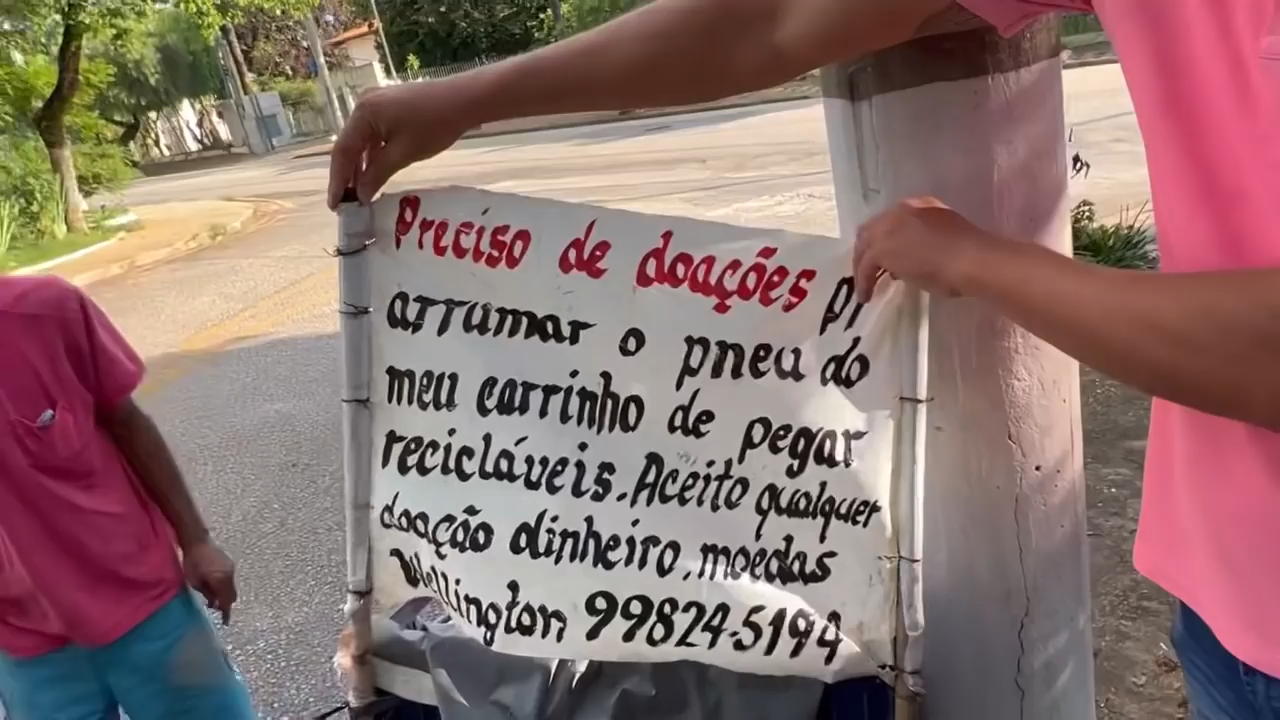 Preciso de doações pr
arrumar o pneu do
meu carrinho de pegar
recicláveis. Aceito qualquer
doação dinheiro, moedas
Wellington 99824-5194